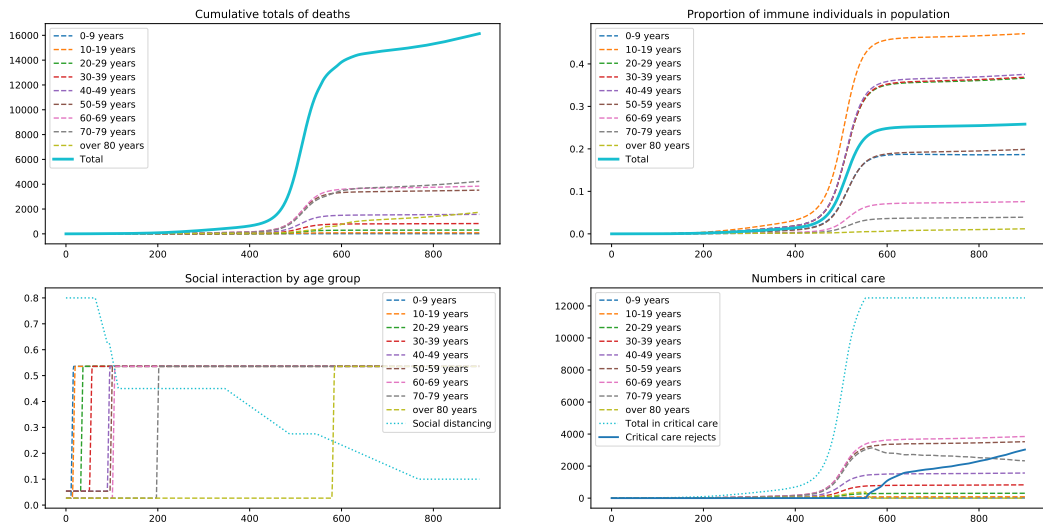 Cumulative totals of deaths
16000
14000
12000
10000
8000
6000
4000
2000
0
0-9 years
10-19 years
20-29 years
30-39 years
40-49 years
50-59 years
60-69 years
70-79 years
over 80 years
Total
0 200 400 600 800
Proportion of immune individuals in population
0.4
0.3
0.2
0.1
0.0
0-9 years
10-19 years
20-29 years
30-39 years
40-49 years
50-59 years
60-69 years
70-79 years
over 80 years
Total
0 200 400 600 800
Social interaction by age group
0.8
0.7
0.6
0.5
0.4
0.3
0.2
0.1
0.0
0-9 years
10-19 years
20-29 years
30-39 years
40-49 years
50-59 years
60-69 years
70-79 years
over 80 years
Social distancing
0 200 400 600 800
Numbers in critical care
12000
10000
8000
6000
4000
2000
0
0-9 years
10-19 years
20-29 years
30-39 years
40-49 years
50-59 years
60-69 years
70-79 years
over 80 years
Total in critical care
Critical care rejects
0 200 400 600 800